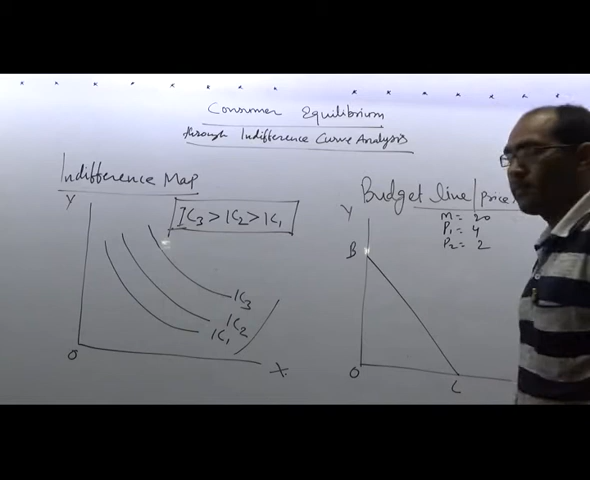 Consumer Equilibrium
through Indifference Curve Analysis
Indifference Map
Y
IC3 > IC2 > IC1
IC3
IC2
IC1
O
X
Budget line | Price
M = 20
P1 = 4
P2 = 2
Y
B
O
C